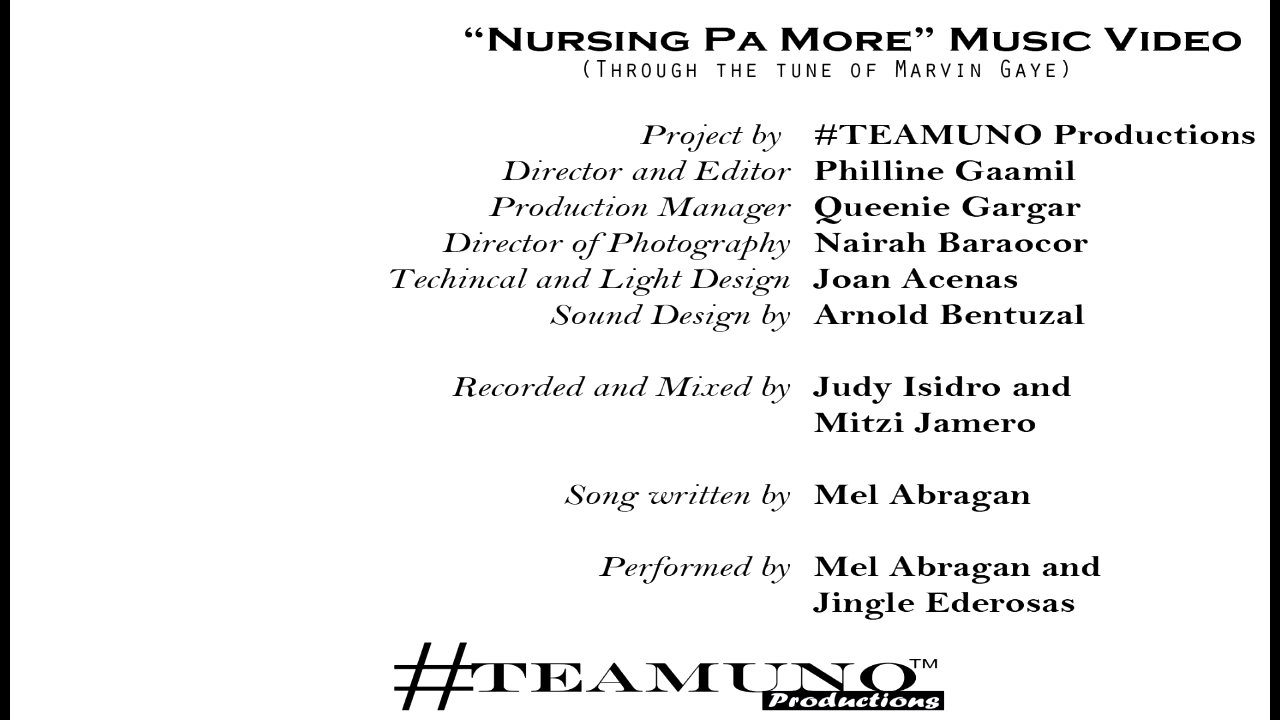 “Nursing Pa More” Music Video
(Through the tune of Marvin Gaye)
Project by #TEAMUNO Productions
Director and Editor Philline Gaamil
Production Manager Queenie Gargar
Director of Photography Nairah Baraocor
Techincal and Light Design Joan Acenas
Sound Design by Arnold Bentuzal
Recorded and Mixed by Judy Isidro and
Mitzi Jamero
Song written by Mel Abragan
Performed by Mel Abragan and
Jingle Ederosas
#TEAMUNO™
Productions